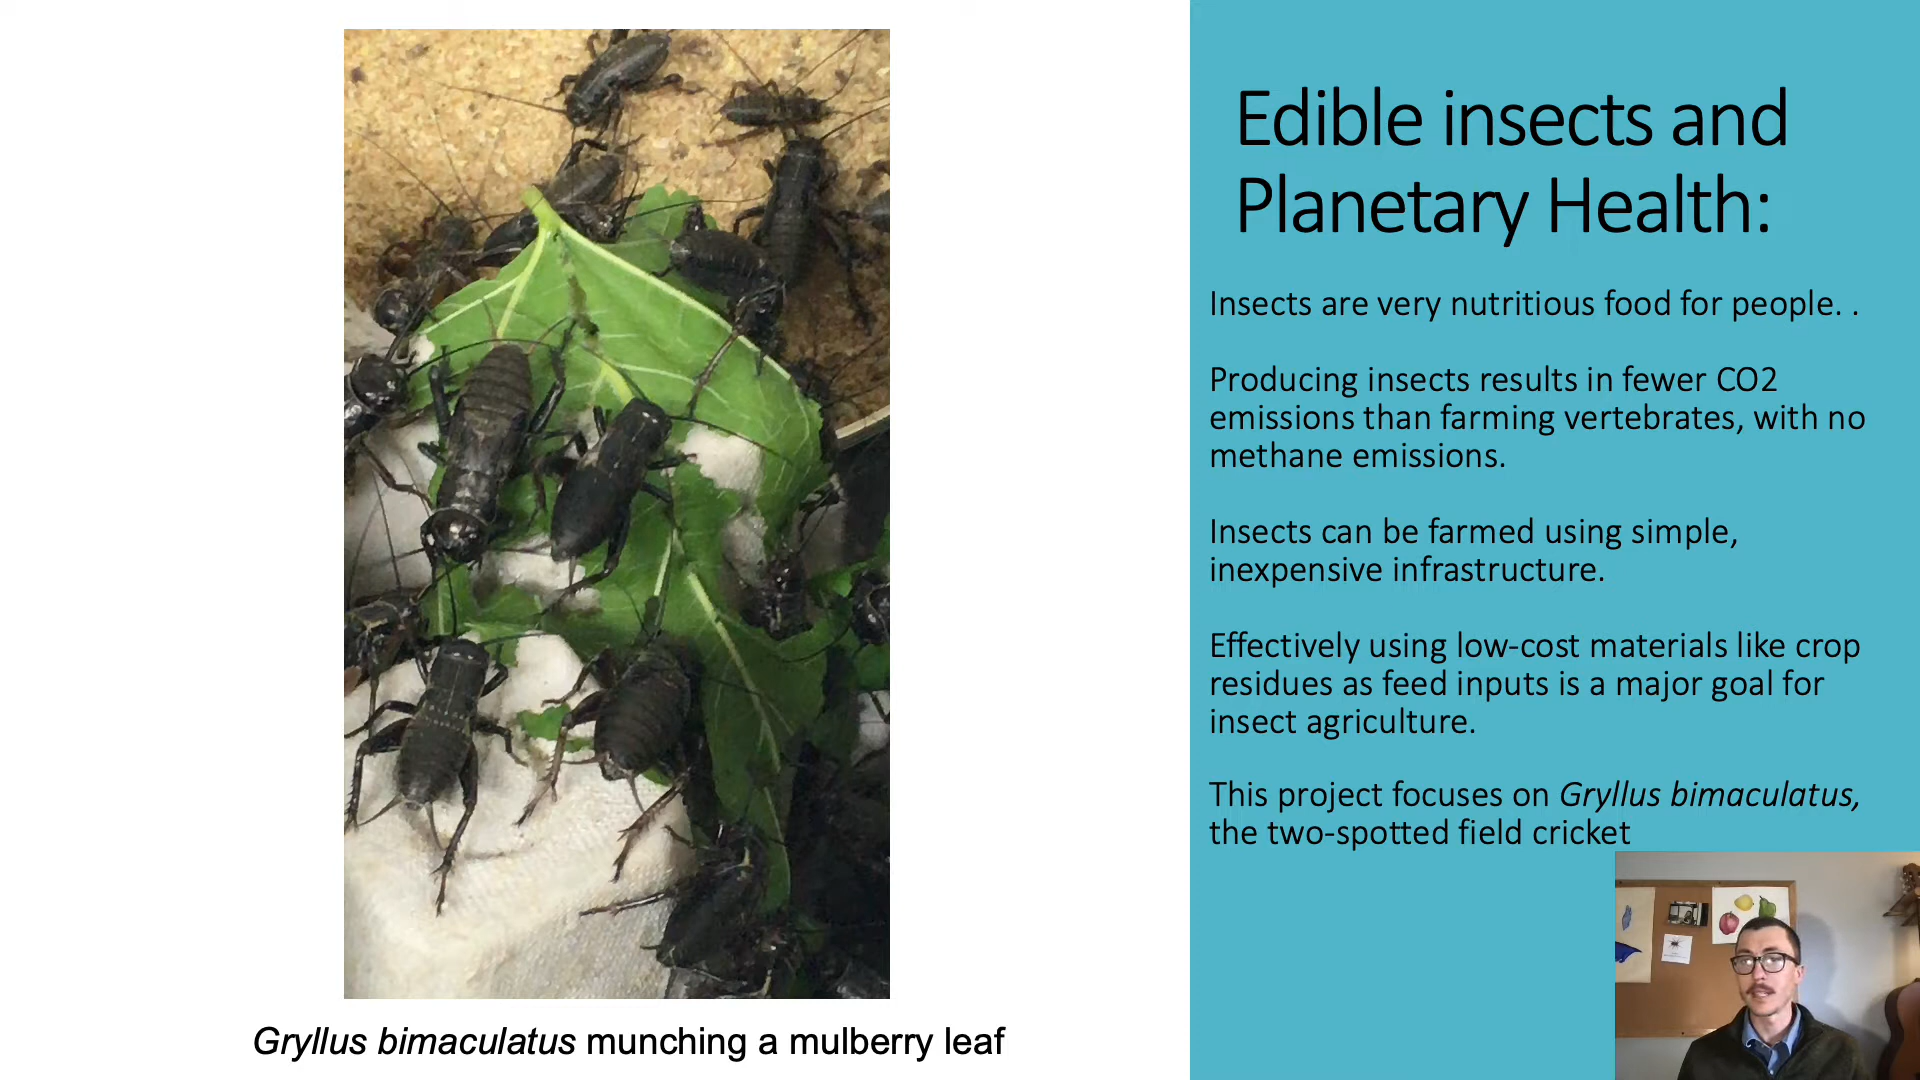 Edible insects and
Planetary Health:
Insects are very nutritious food for people. .
Producing insects results in fewer CO2
emissions than farming vertebrates, with no
methane emissions.
Insects can be farmed using simple,
inexpensive infrastructure.
Effectively using low-cost materials like crop
residues as feed inputs is a major goal for
insect agriculture.
This project focuses on Gryllus bimaculatus,
the two-spotted field cricket
Gryllus bimaculatus munching a mulberry leaf